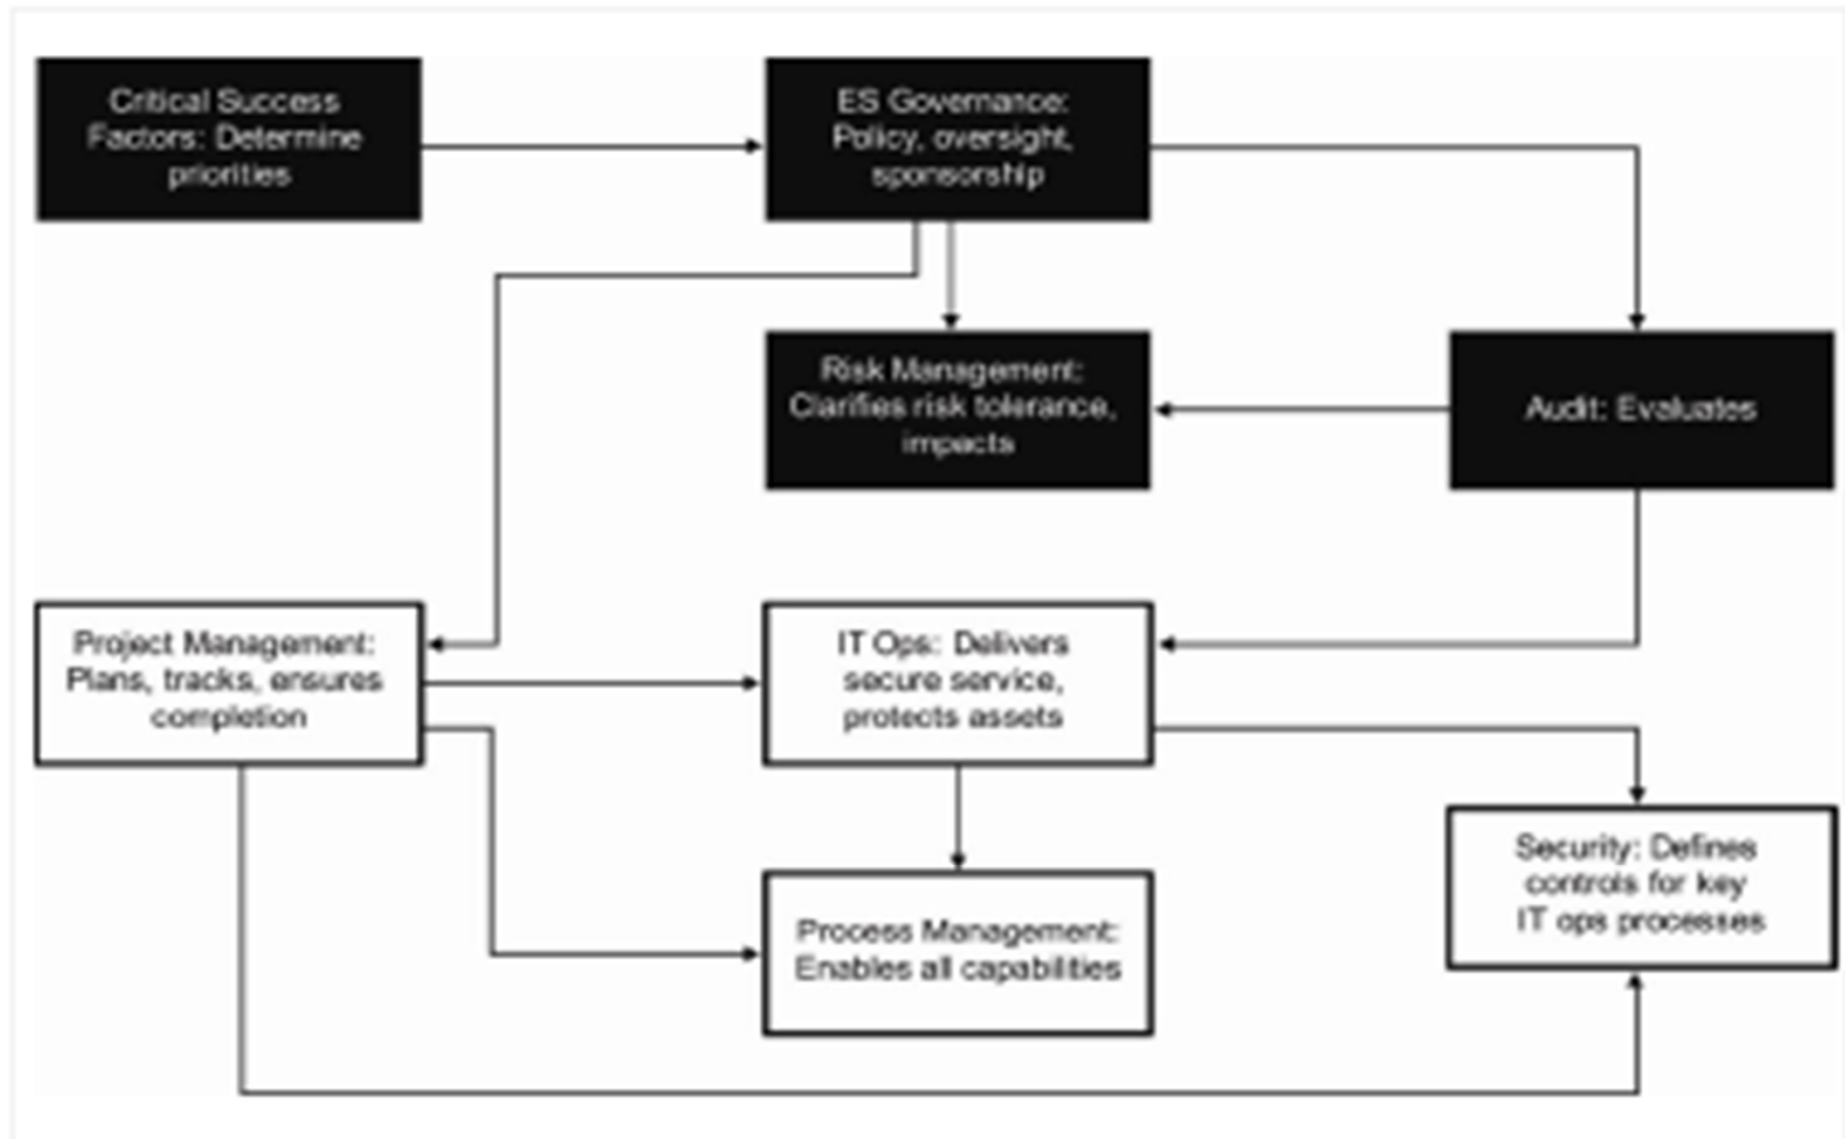 Critical Success
Factors: Determine
priorities
ES Governance:
Policy, oversight,
sponsorship
Risk Management:
Clarifies risk tolerance,
impacts
Audit: Evaluates
Project Management:
Plans, tracks, ensures
completion
IT Ops: Delivers
secure service,
protects assets
Process Management:
Enables all capabilities
Security: Defines
controls for key
IT ops processes